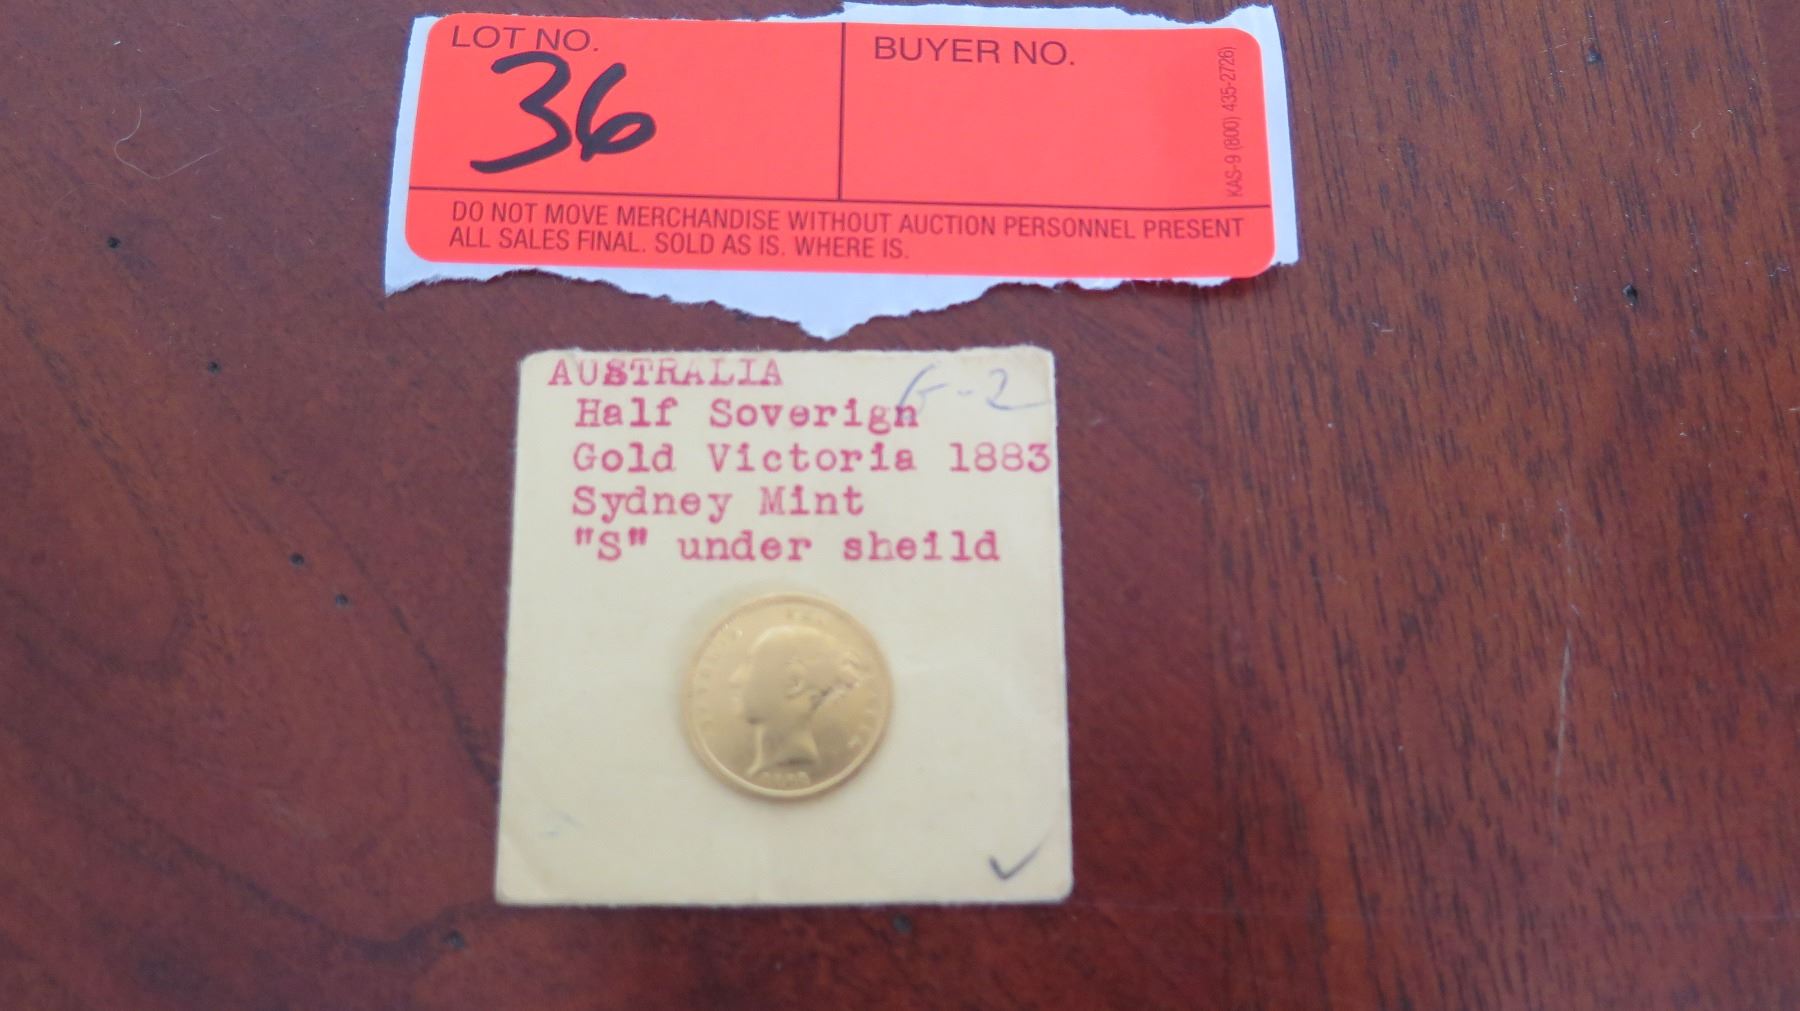 LOT NO.
36
BUYER NO.
KAS-9 (800) 435-2726)
DO NOT MOVE MERCHANDISE WITHOUT AUCTION PERSONNEL PRESENT
ALL SALES FINAL. SOLD AS IS. WHERE IS.
AUSTRALIA
Half Soverign
Gold Victoria 1883
Sydney Mint
"S" under sheild